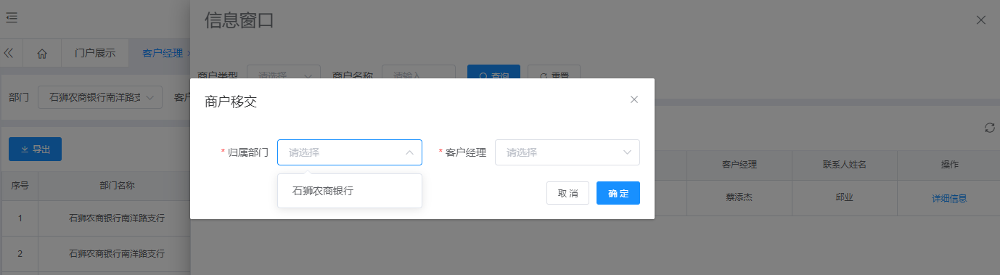 信息窗口
门户展示
客户经理
商户类型
请选择
商户名称
请输入
查询
重置
部门
石狮农商银行南洋路支
客户
商户移交
* 归属部门
请选择
* 客户经理
请选择
石狮农商银行
取消
确定
导出
序号
部门名称
客户经理
联系人姓名
操作
蔡添杰
邱业
详细信息
1
石狮农商银行南洋路支行
2
石狮农商银行南洋路支行